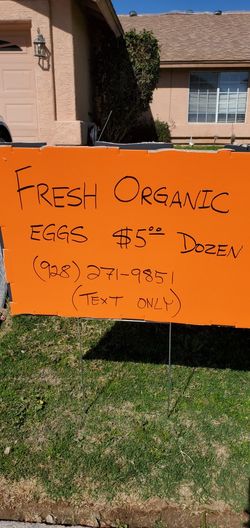 FRESH ORGANIC
EGGS $5.00 DOZEN
(928) 271-9851
(TEXT ONLY)